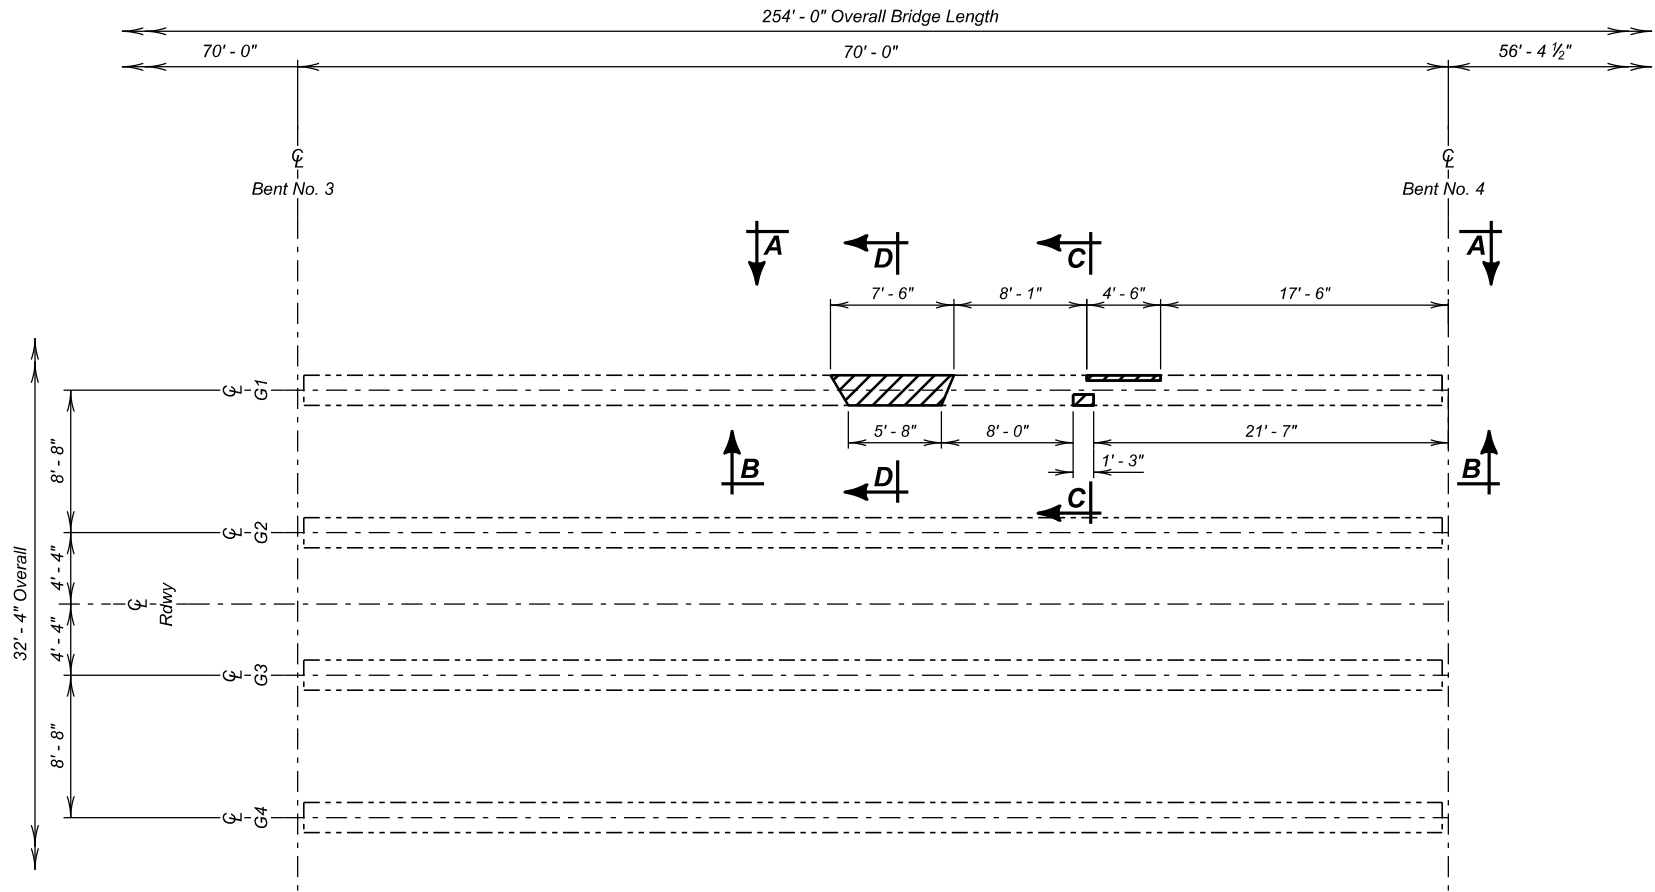 254' - 0" Overall Bridge Length
70' - 0" 70' - 0" 56' - 4 ½"
℄ ℄
Bent No. 3 Bent No. 4
A D C A
7' - 6" 8' - 1" 4' - 6" 17' - 6"
℄ G1
5' - 8" 8' - 0" 21' - 7"
8' - 8"
1' - 3"
B D C B
℄ G2
4' - 4"
32' - 4" Overall
℄ Rdwy
4' - 4"
℄ G3
8' - 8"
℄ G4